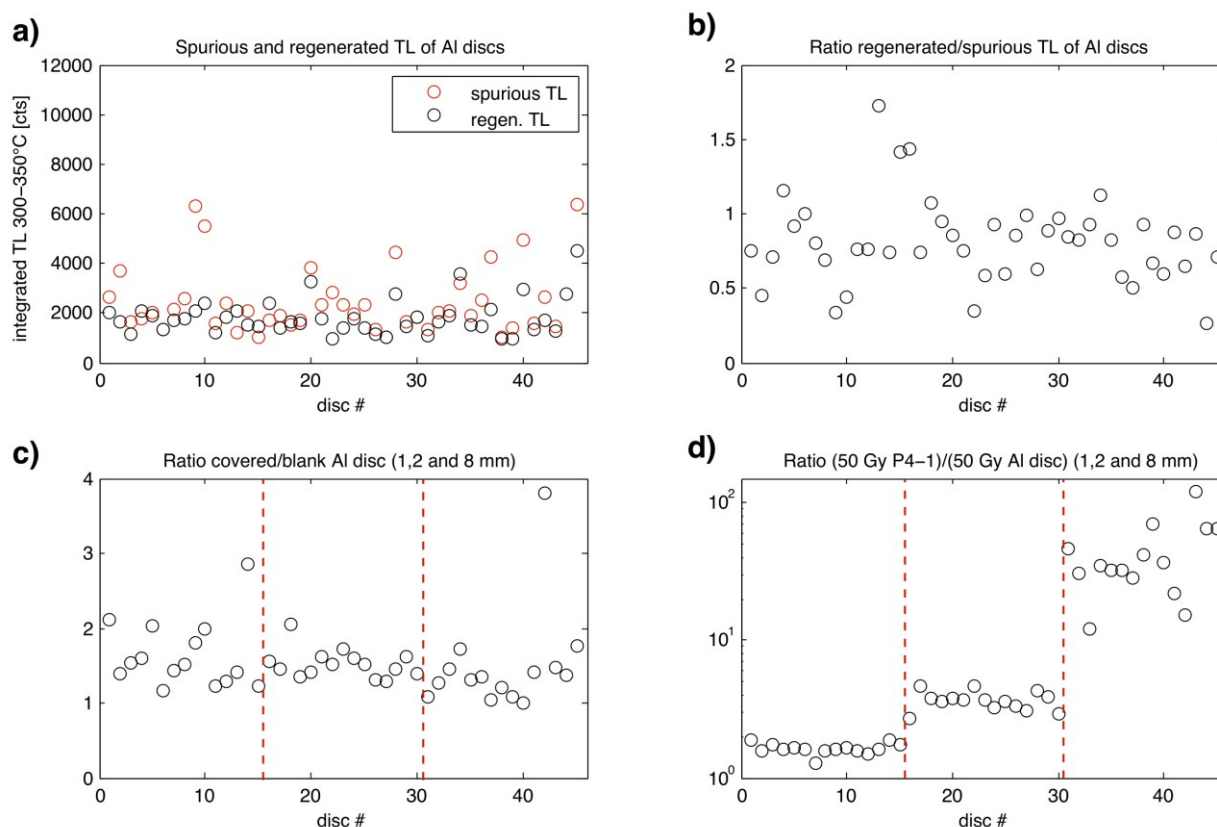 a)
Spurious and regenerated TL of Al discs
12000
10000
8000
6000
4000
2000
0
integrated TL 300–350°C [cts]
spurious TL
regen. TL
0 10 20 30 40
disc #
b)
Ratio regenerated/spurious TL of Al discs
2
1.5
1
0.5
0
0 10 20 30 40
disc #
c)
Ratio covered/blank Al disc (1,2 and 8 mm)
4
3
2
1
0
0 10 20 30 40
disc #
d)
Ratio (50 Gy P4–1)/(50 Gy Al disc) (1,2 and 8 mm)
10²
10¹
10⁰
0 10 20 30 40
disc #